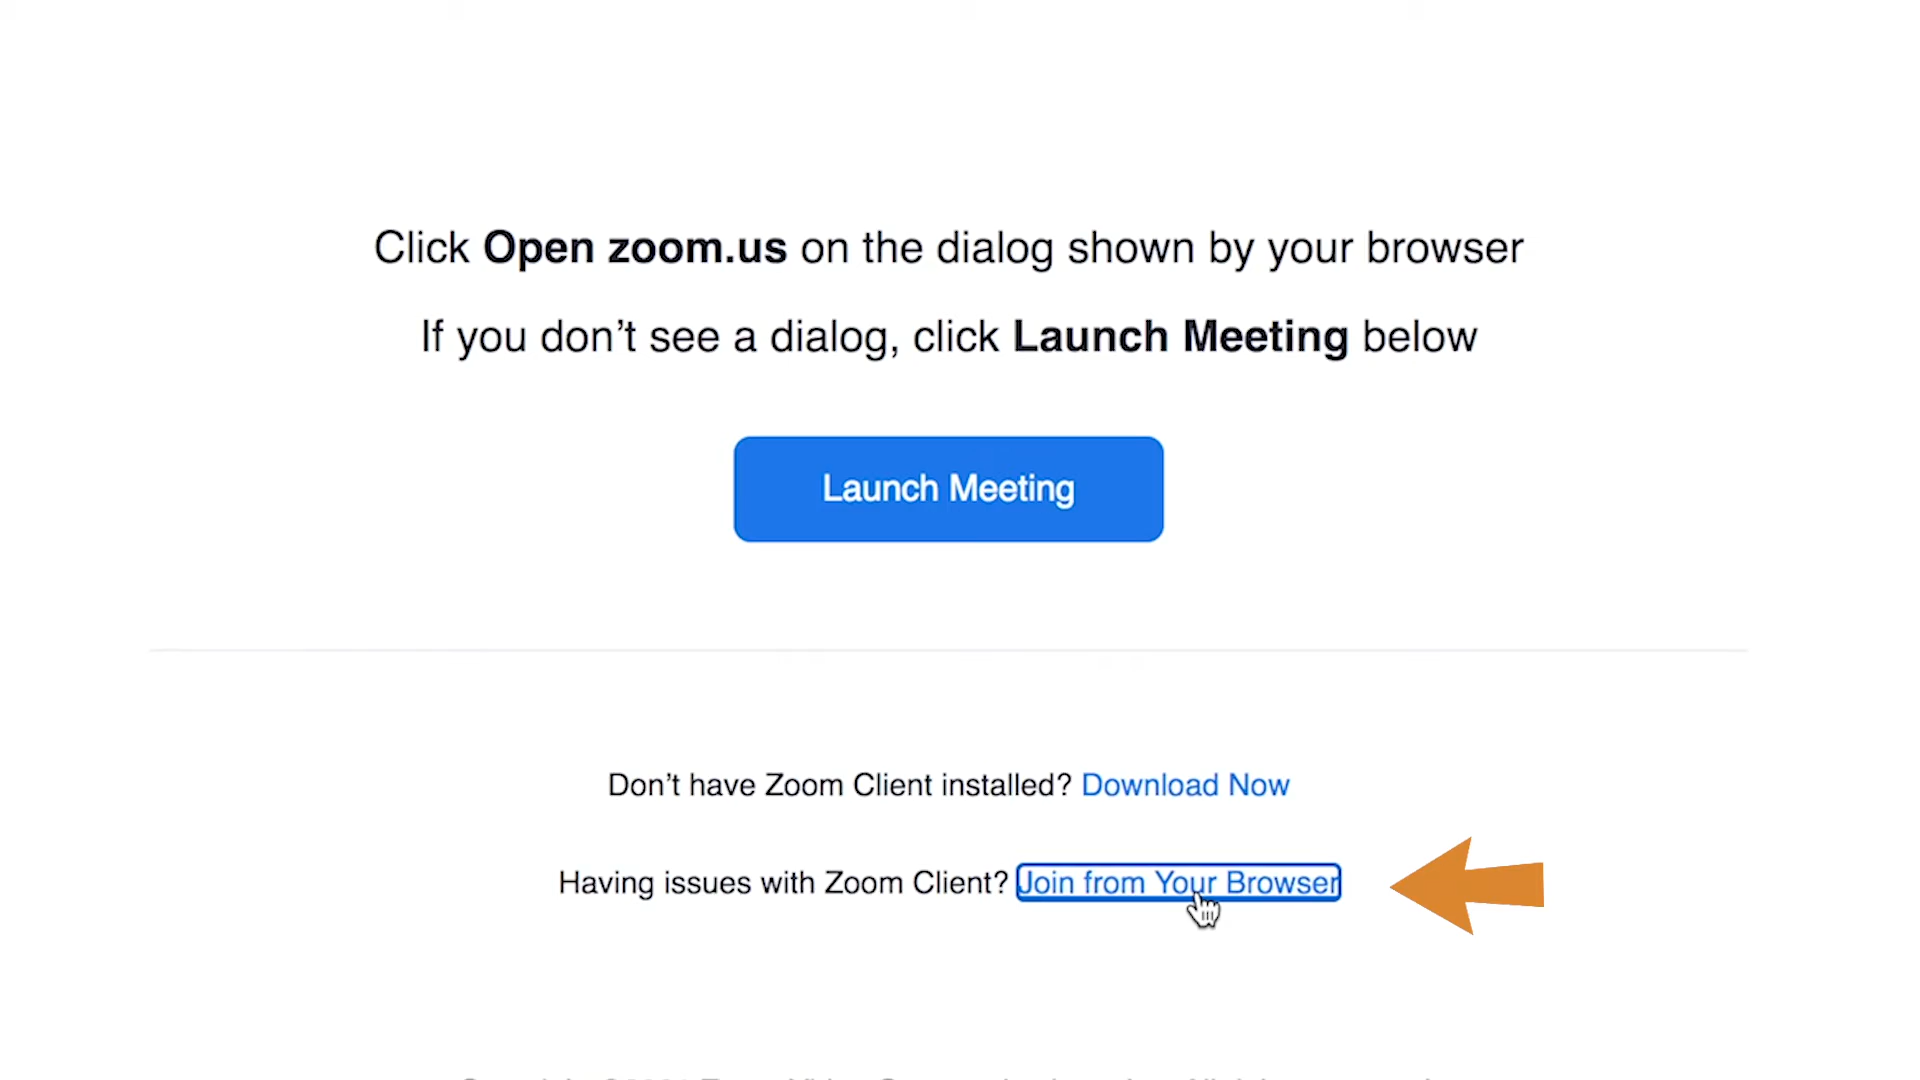 Click Open zoom.us on the dialog shown by your browser
If you don’t see a dialog, click Launch Meeting below
Launch Meeting
Don’t have Zoom Client installed? Download Now
Having issues with Zoom Client? Join from Your Browser